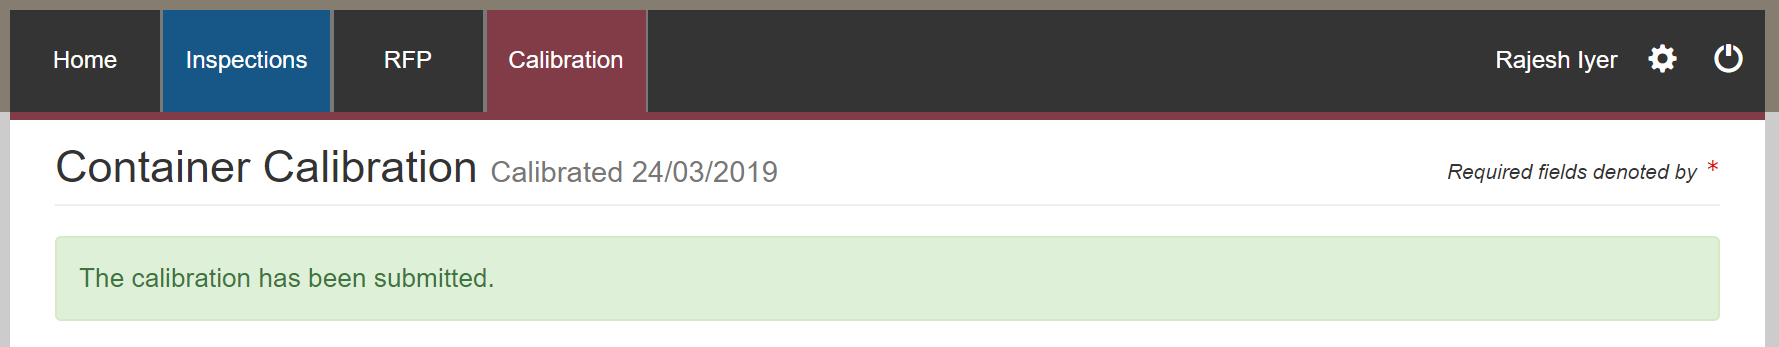 Home Inspections RFP Calibration Rajesh Iyer
Container Calibration Calibrated 24/03/2019 Required fields denoted by *
The calibration has been submitted.